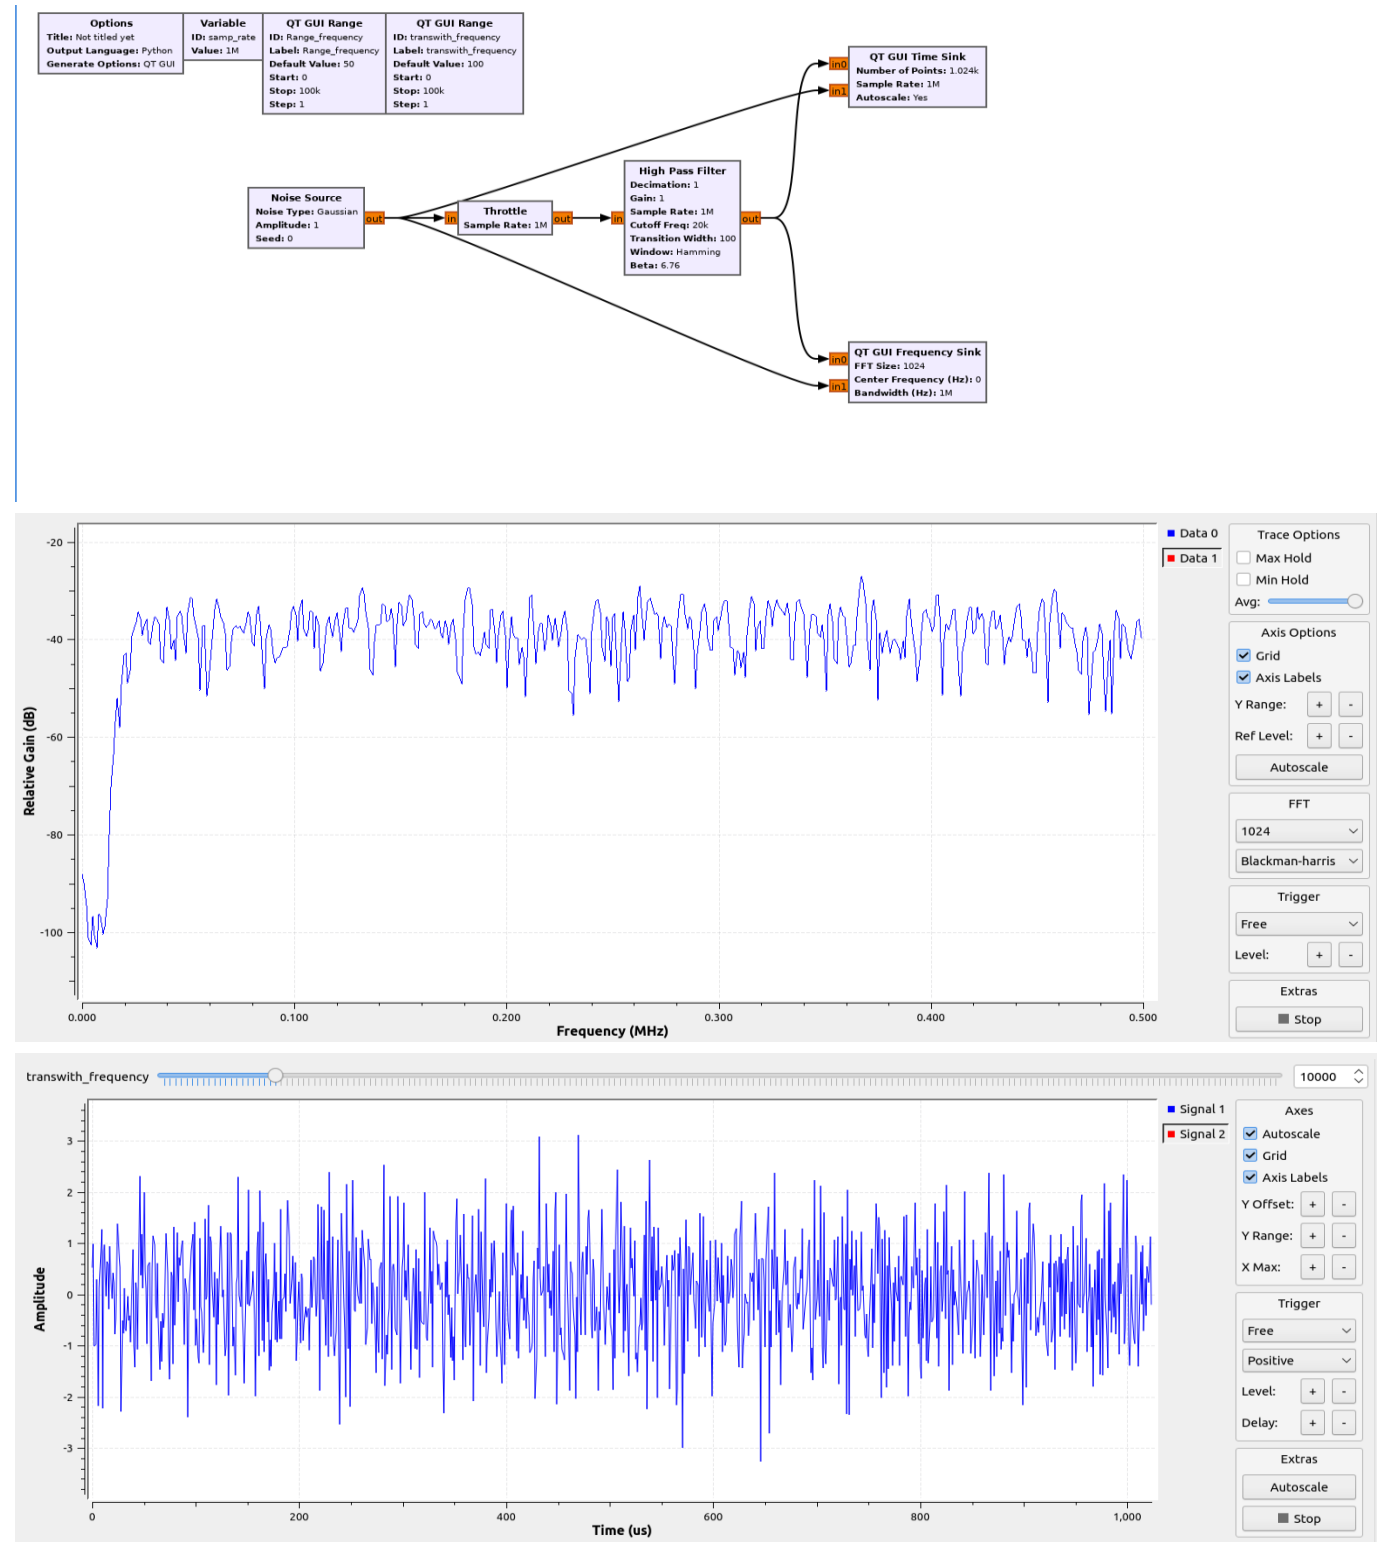 Options
Title: Not titled yet
Output Language: Python
Generate Options: QT GUI
Variable
ID: samp_rate
Value: 1M
QT GUI Range
ID: Range_frequency
Label: Range_frequency
Default Value: 50
Start: 0
Stop: 100k
Step: 1
QT GUI Range
ID: transwith_frequency
Label: transwith_frequency
Default Value: 100
Start: 0
Stop: 100k
Step: 1
in0
in1
QT GUI Time Sink
Number of Points: 1.024k
Sample Rate: 1M
Autoscale: Yes
Noise Source
Noise Type: Gaussian
Amplitude: 1
Seed: 0
out
in
Throttle
Sample Rate: 1M
out
in
High Pass Filter
Decimation: 1
Gain: 1
Sample Rate: 1M
Cutoff Freq: 20k
Transition Width: 100
Window: Hamming
Beta: 6.76
out
in0
in1
QT GUI Frequency Sink
FFT Size: 1024
Center Frequency (Hz): 0
Bandwidth (Hz): 1M
Relative Gain (dB)
-20
-40
-60
-80
-100
0.000
0.100
0.200
0.300
0.400
0.500
Frequency (MHz)
Data 0
Data 1
Trace Options
Max Hold
Min Hold
Avg:
Axis Options
Grid
Axis Labels
Y Range: + -
Ref Level: + -
Autoscale
FFT
1024
Blackman-harris
Trigger
Free
Level: + -
Extras
Stop
transwith_frequency
10000
Amplitude
3
2
1
0
-1
-2
-3
0
200
400
600
800
1,000
Time (us)
Signal 1
Signal 2
Axes
Autoscale
Grid
Axis Labels
Y Offset: + -
Y Range: + -
X Max: + -
Trigger
Free
Positive
Level: + -
Delay: + -
Extras
Autoscale
Stop